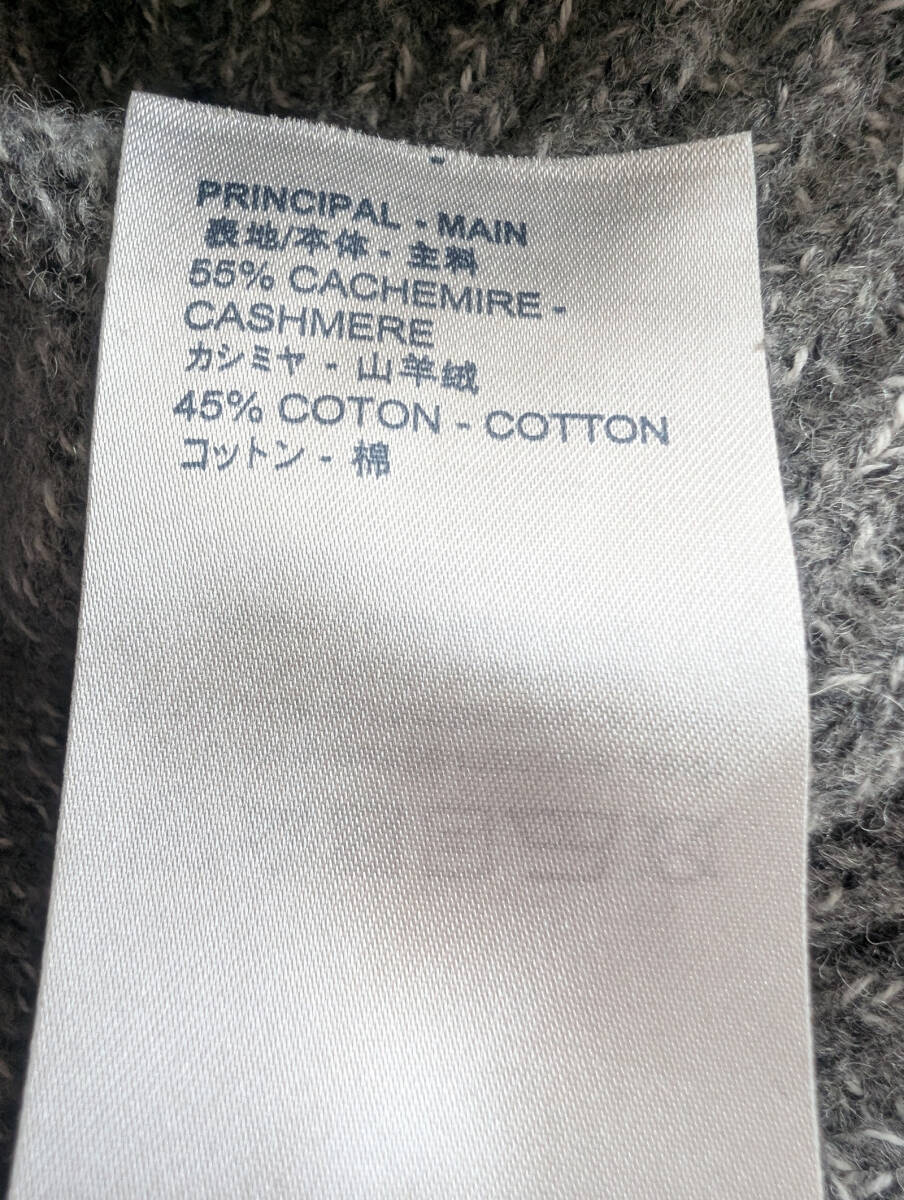 PRINCIPAL - MAIN
表地/本体 - 主料
55% CACHEMIRE -
CASHMERE
カシミヤ - 山羊绒
45% COTON - COTTON
コットン - 棉